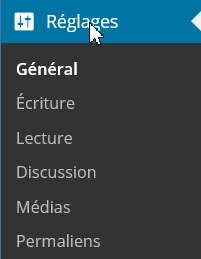 Réglages
Général
Écriture
Lecture
Discussion
Médias
Permaliens